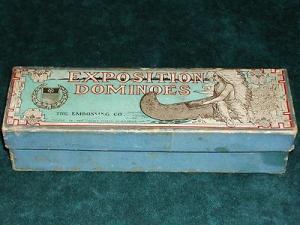 EXPOSITION
DOMINOES
THE EMBOSSING CO.